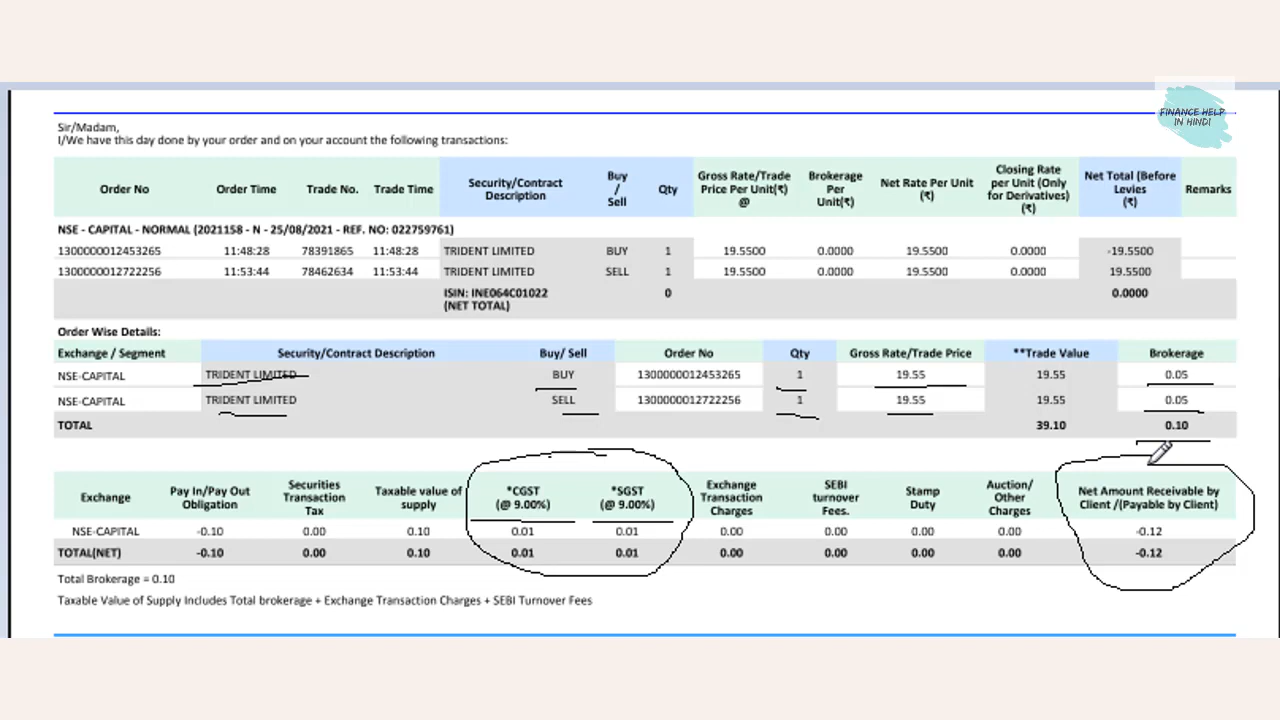 FINANCE HELP
IN HINDI
Sir/Madam,
I/We have this day done by your order and on your account the following transactions:
Order No Order Time Trade No. Trade Time Security/Contract Description Buy / Sell Qty Gross Rate/Trade Price Per Unit(₹) @ Brokerage Per Unit(₹) Net Rate Per Unit (₹) Closing Rate per Unit (Only for Derivatives) (₹) Net Total (Before Levies (₹) Remarks
NSE - CAPITAL - NORMAL (2021158 - N - 25/08/2021 - REF. NO: 022759761)
1300000012453265 11:48:28 78391865 11:48:28 TRIDENT LIMITED BUY 1 19.5500 0.0000 19.5500 0.0000 -19.5500
1300000012722256 11:53:44 78462634 11:53:44 TRIDENT LIMITED SELL 1 19.5500 0.0000 19.5500 0.0000 19.5500
ISIN: INE064C01022 0 0.0000
(NET TOTAL)
Order Wise Details:
Exchange / Segment Security/Contract Description Buy/ Sell Order No Qty Gross Rate/Trade Price **Trade Value Brokerage
NSE-CAPITAL TRIDENT LIMITED BUY 1300000012453265 1 19.55 19.55 0.05
NSE-CAPITAL TRIDENT LIMITED SELL 1300000012722256 1 19.55 19.55 0.05
TOTAL 39.10 0.10
Exchange Pay In/Pay Out Obligation Securities Transaction Tax Taxable value of supply *CGST (@ 9.00%) *SGST (@ 9.00%) Exchange Transaction Charges SEBI turnover Fees. Stamp Duty Auction/ Other Charges Net Amount Receivable by Client /(Payable by Client)
NSE-CAPITAL -0.10 0.00 0.10 0.01 0.01 0.00 0.00 0.00 0.00 -0.12
TOTAL(NET) -0.10 0.00 0.10 0.01 0.01 0.00 0.00 0.00 0.00 -0.12
Total Brokerage = 0.10
Taxable Value of Supply Includes Total brokerage + Exchange Transaction Charges + SEBI Turnover Fees